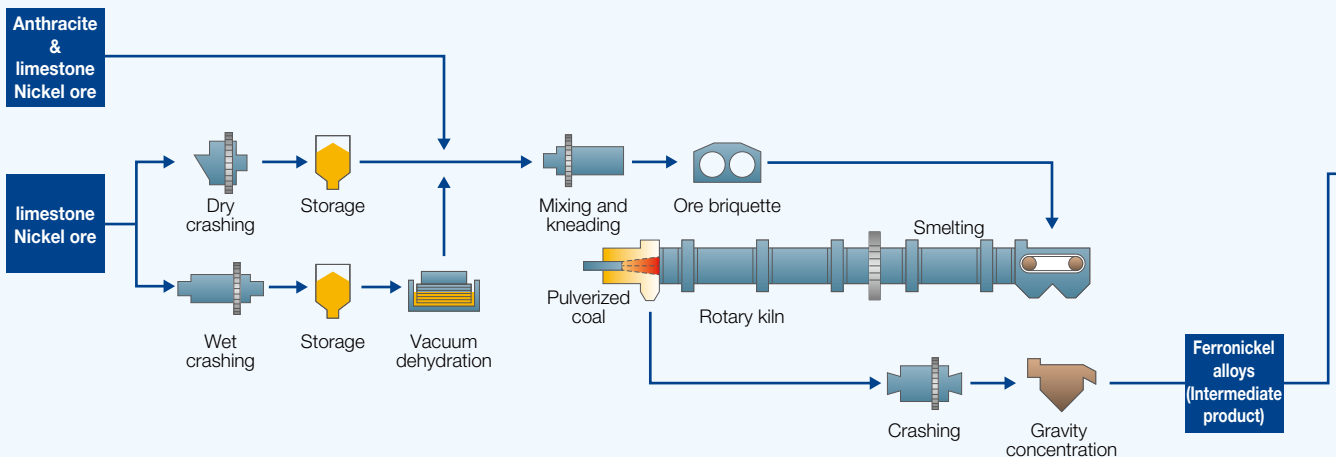 Anthracite
&
limestone
Nickel ore
limestone
Nickel ore
Dry
crashing
Storage
Wet
crashing
Storage
Vacuum
dehydration
Mixing and
kneading
Ore briquette
Smelting
Pulverized
coal
Rotary kiln
Crashing
Gravity
concentration
Ferronickel
alloys
(Intermediate
product)